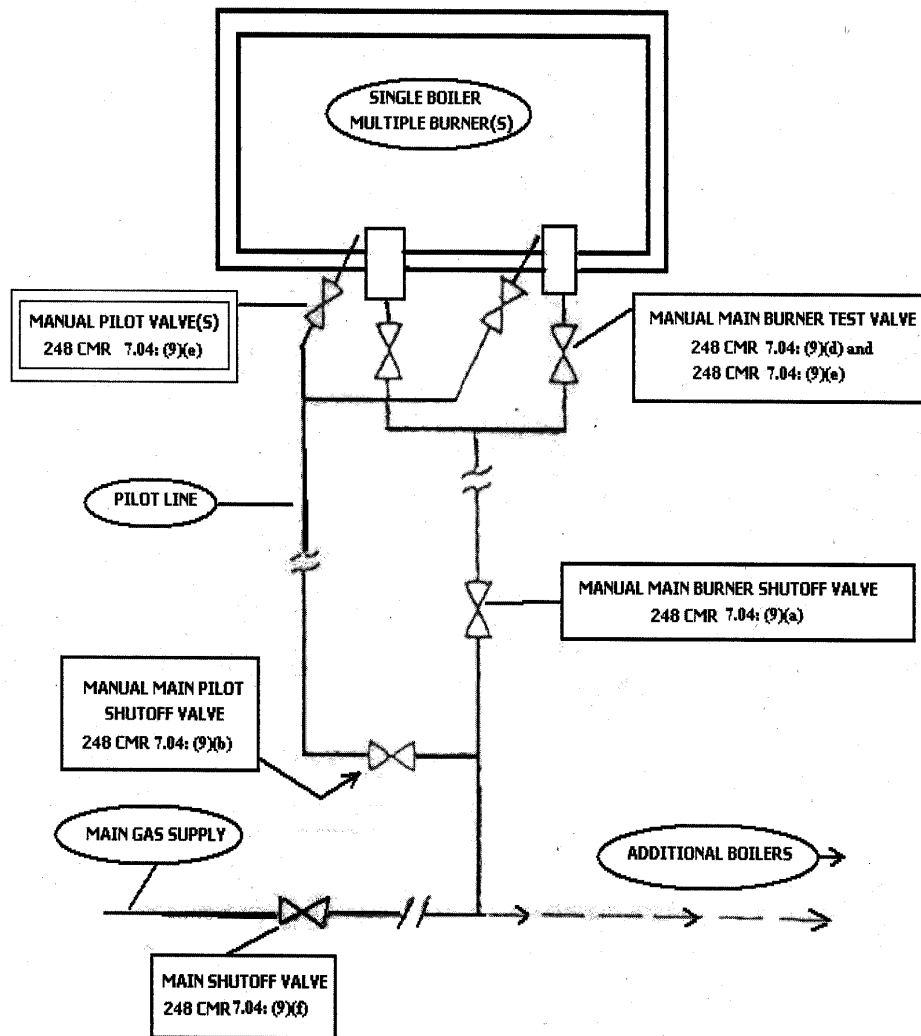 SINGLE BOILER
MULTIPLE BURNER(S)
MANUAL PILOT VALVE(S)
248 CMR 7.04: (9)(e)
MANUAL MAIN BURNER TEST VALVE
248 CMR 7.04: (9)(d) and
248 CMR 7.04: (9)(e)
PILOT LINE
MANUAL MAIN BURNER SHUTOFF VALVE
248 CMR 7.04: (9)(a)
MANUAL MAIN PILOT
SHUTOFF VALVE
248 CMR 7.04: (9)(b)
MAIN GAS SUPPLY
ADDITIONAL BOILERS
MAIN SHUTOFF VALVE
248 CMR 7.04: (9)(f)